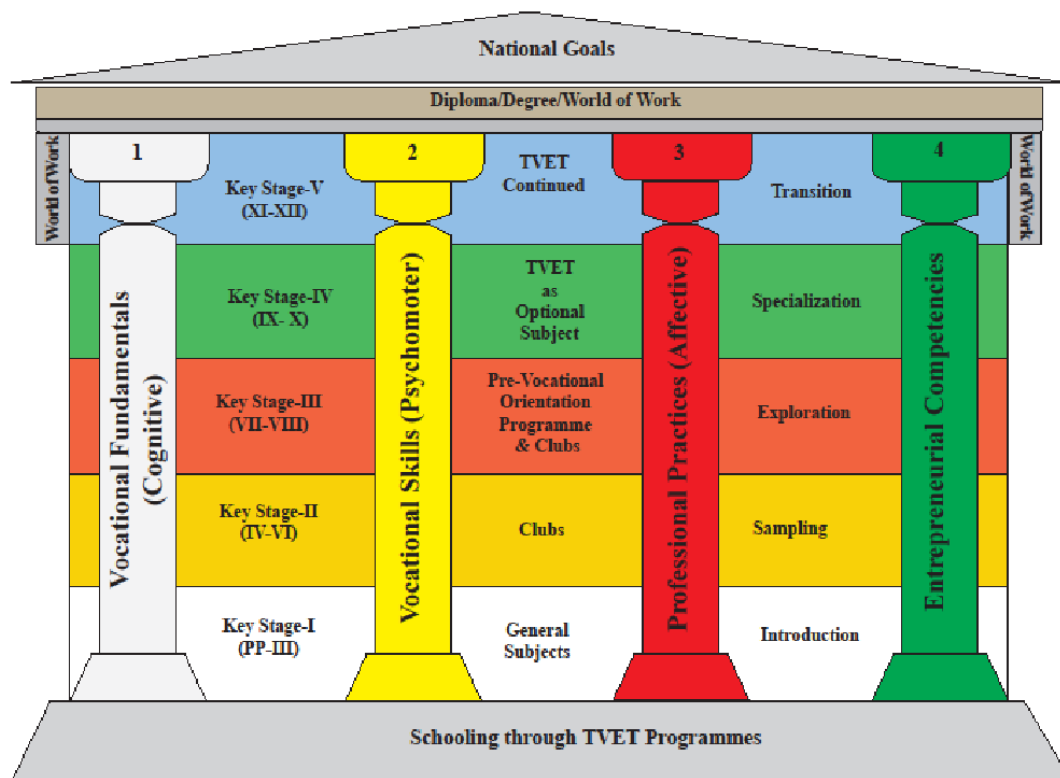 National Goals
Diploma/Degree/World of Work
World of Work
1
2
3
4
World of Work
Key Stage-V
(XI-XII)
TVET
Continued
Transition
Key Stage-IV
(IX- X)
TVET
as
Optional
Subject
Specialization
Key Stage-III
(VII-VIII)
Pre-Vocational
Orientation
Programme
& Clubs
Exploration
Key Stage-II
(IV-VI)
Clubs
Sampling
Key Stage-I
(PP-III)
General
Subjects
Introduction
Vocational Fundamentals
(Cognitive)
Vocational Skills (Psychomoter)
Professional Practices (Affective)
Entrepreneurial Competencies
Schooling through TVET Programmes